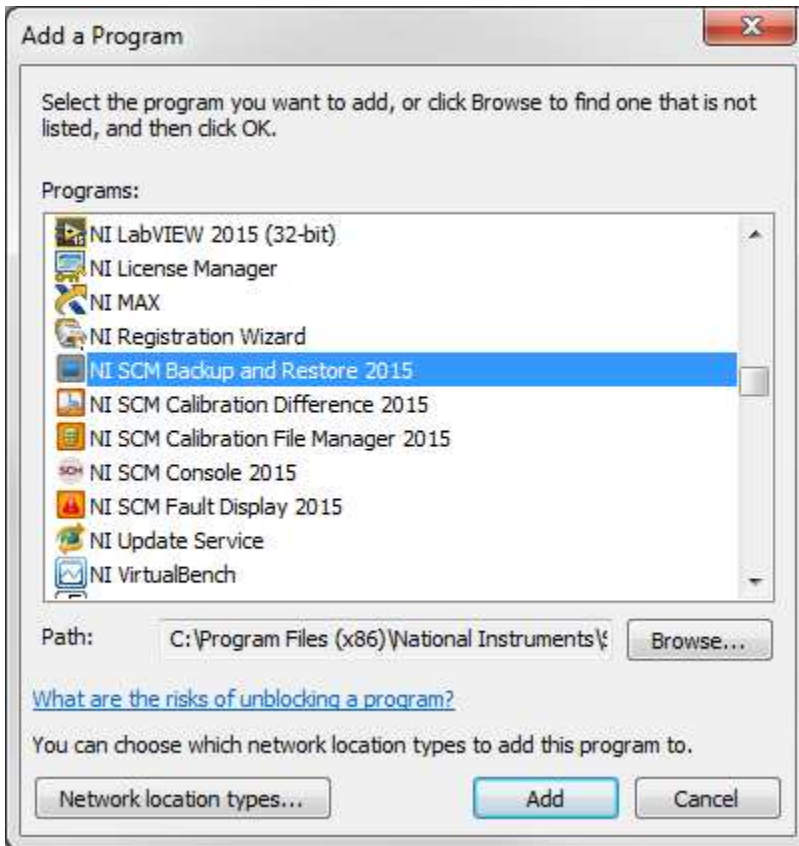 Add a Program
Select the program you want to add, or click Browse to find one that is not
listed, and then click OK.
Programs:
NI LabVIEW 2015 (32-bit)
NI License Manager
NI MAX
NI Registration Wizard
NI SCM Backup and Restore 2015
NI SCM Calibration Difference 2015
NI SCM Calibration File Manager 2015
SCM NI SCM Console 2015
NI SCM Fault Display 2015
NI Update Service
NI VirtualBench
Path: C:\Program Files (x86)\National Instruments\
Browse...
What are the risks of unblocking a program?
You can choose which network location types to add this program to.
Network location types... Add Cancel